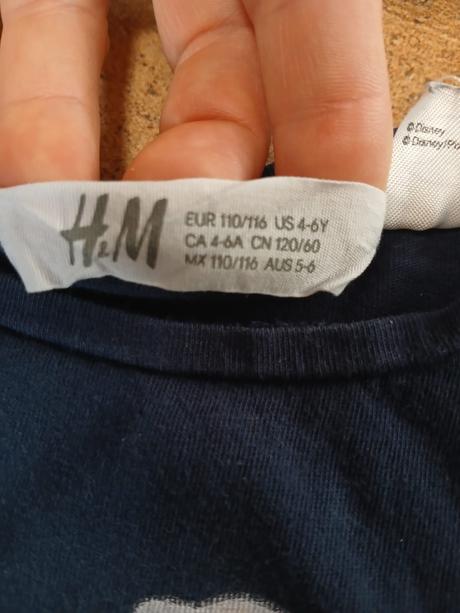 H&M
EUR 110/116 US 4-6Y
CA 4-6A CN 120/60
MX 110/116 AUS 5-6
©Disney
©Disney/